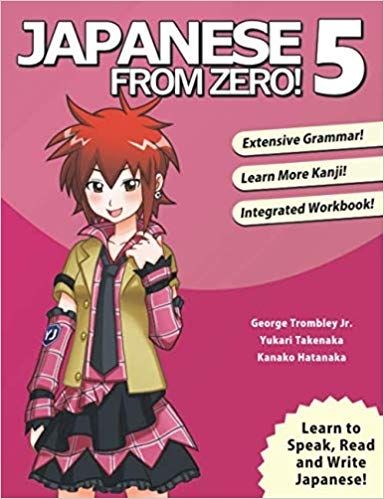 JAPANESE
FROM ZERO! 5
Extensive Grammar!
Learn More Kanji!
Integrated Workbook!
George Trombley Jr.
Yukari Takenaka
Kanako Hatanaka
YJ
Learn to
Speak, Read
and Write
Japanese!